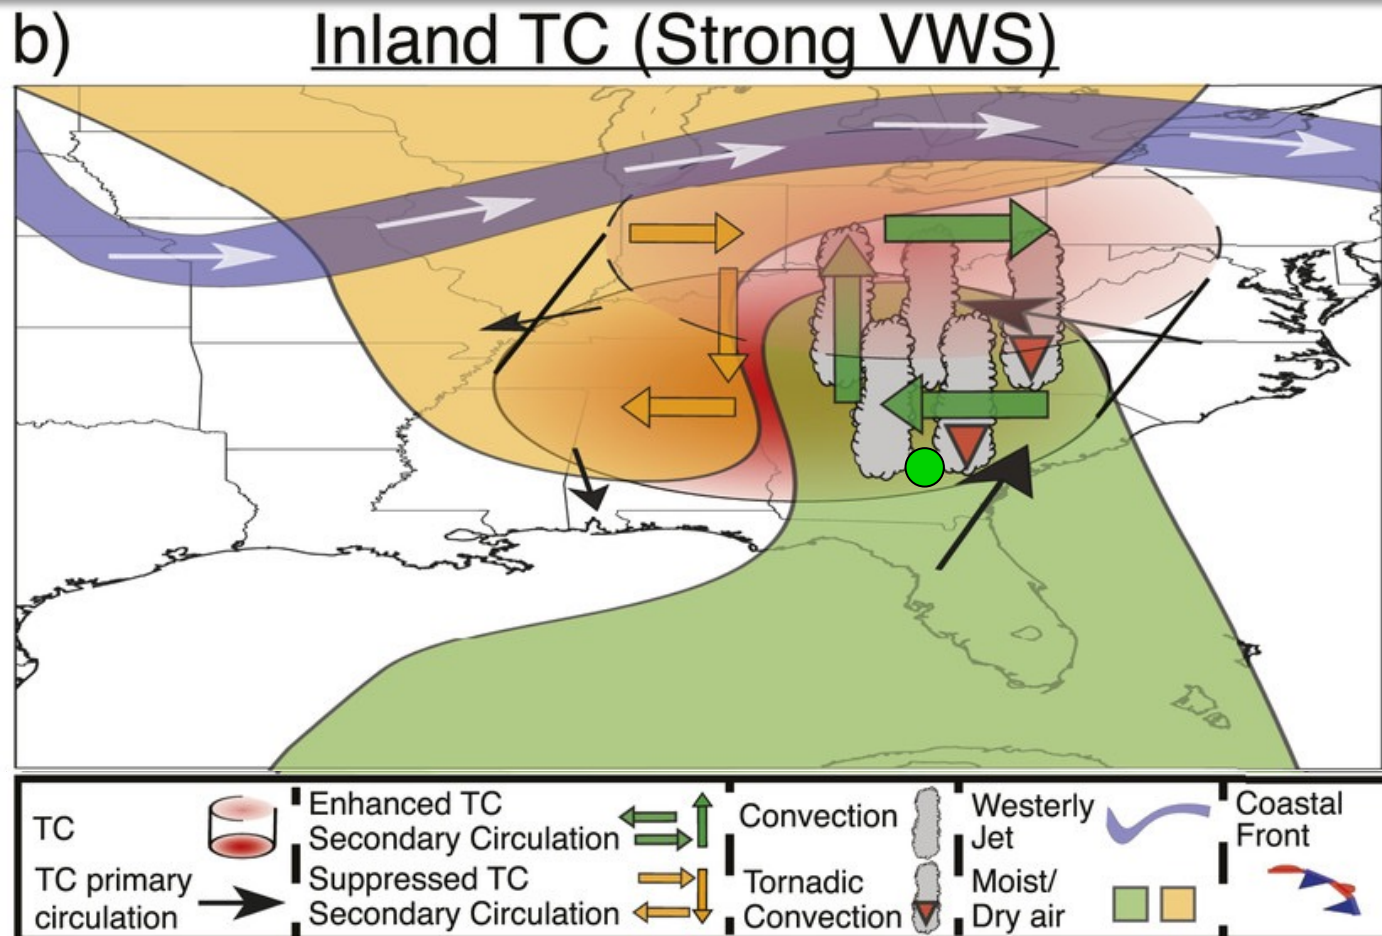 b) Inland TC (Strong VWS)
TC
TC primary
circulation
Enhanced TC
Secondary Circulation
Suppressed TC
Secondary Circulation
Convection
Tornadic
Convection
Westerly
Jet
Moist/
Dry air
Coastal
Front